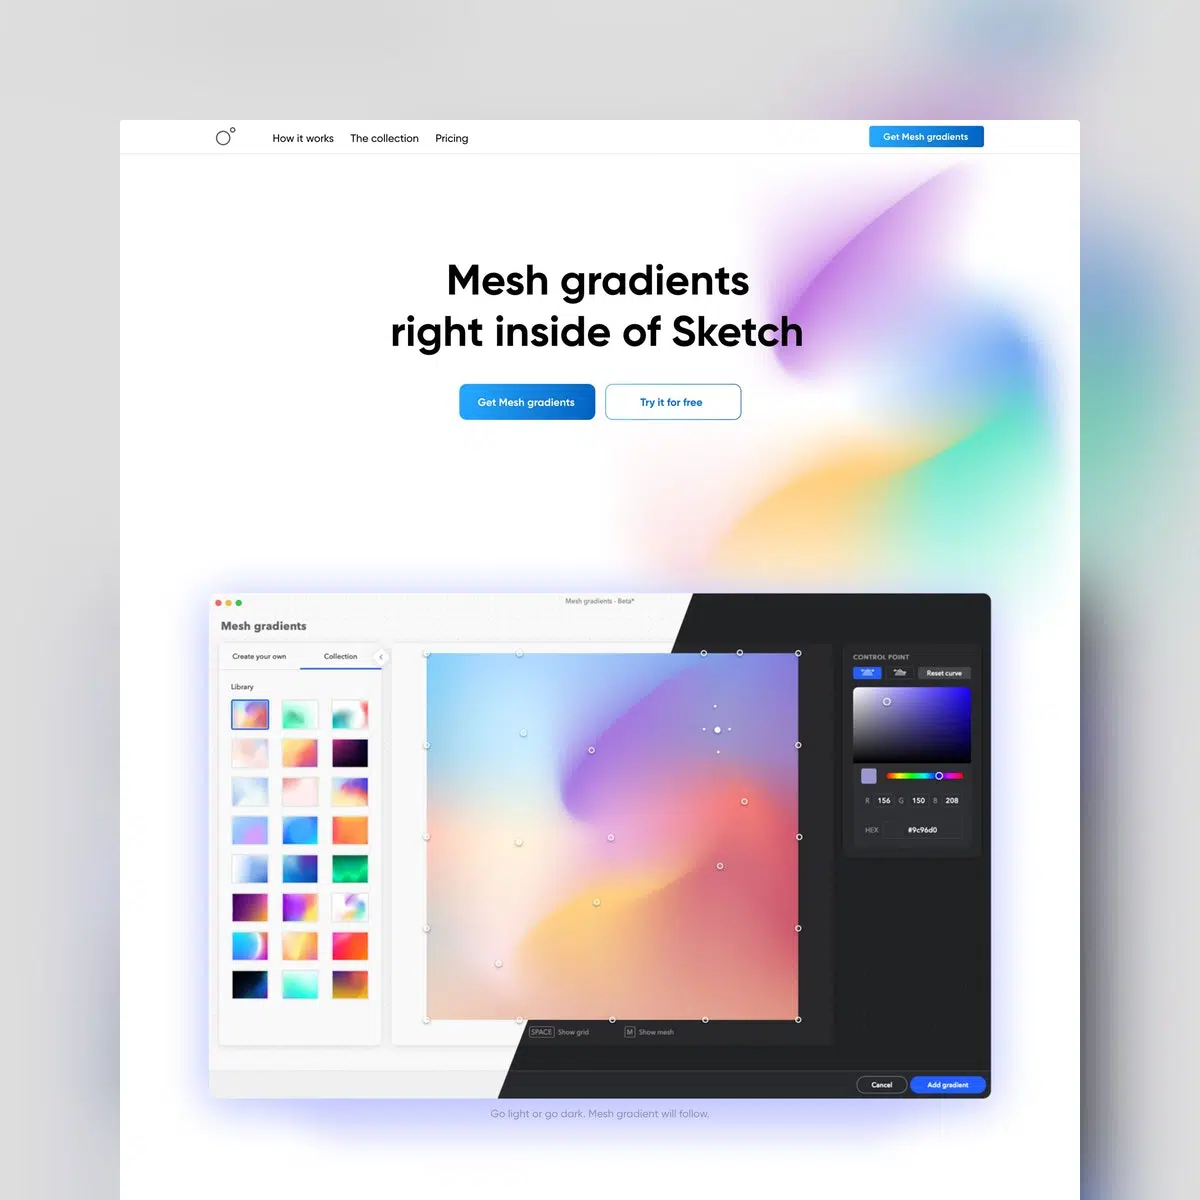 How it works
The collection
Pricing
Get Mesh gradients
Mesh gradients
right inside of Sketch
Get Mesh gradients
Try it for free
Mesh gradients - Beta*
Mesh gradients
Create your own
Collection
Library
CONTROL POINT
Reset curve
R 156 G 150 B 208
HEX #9c96d0
SPACE Show grid
M Show mesh
Cancel
Add gradient
Go light or go dark. Mesh gradient will follow.